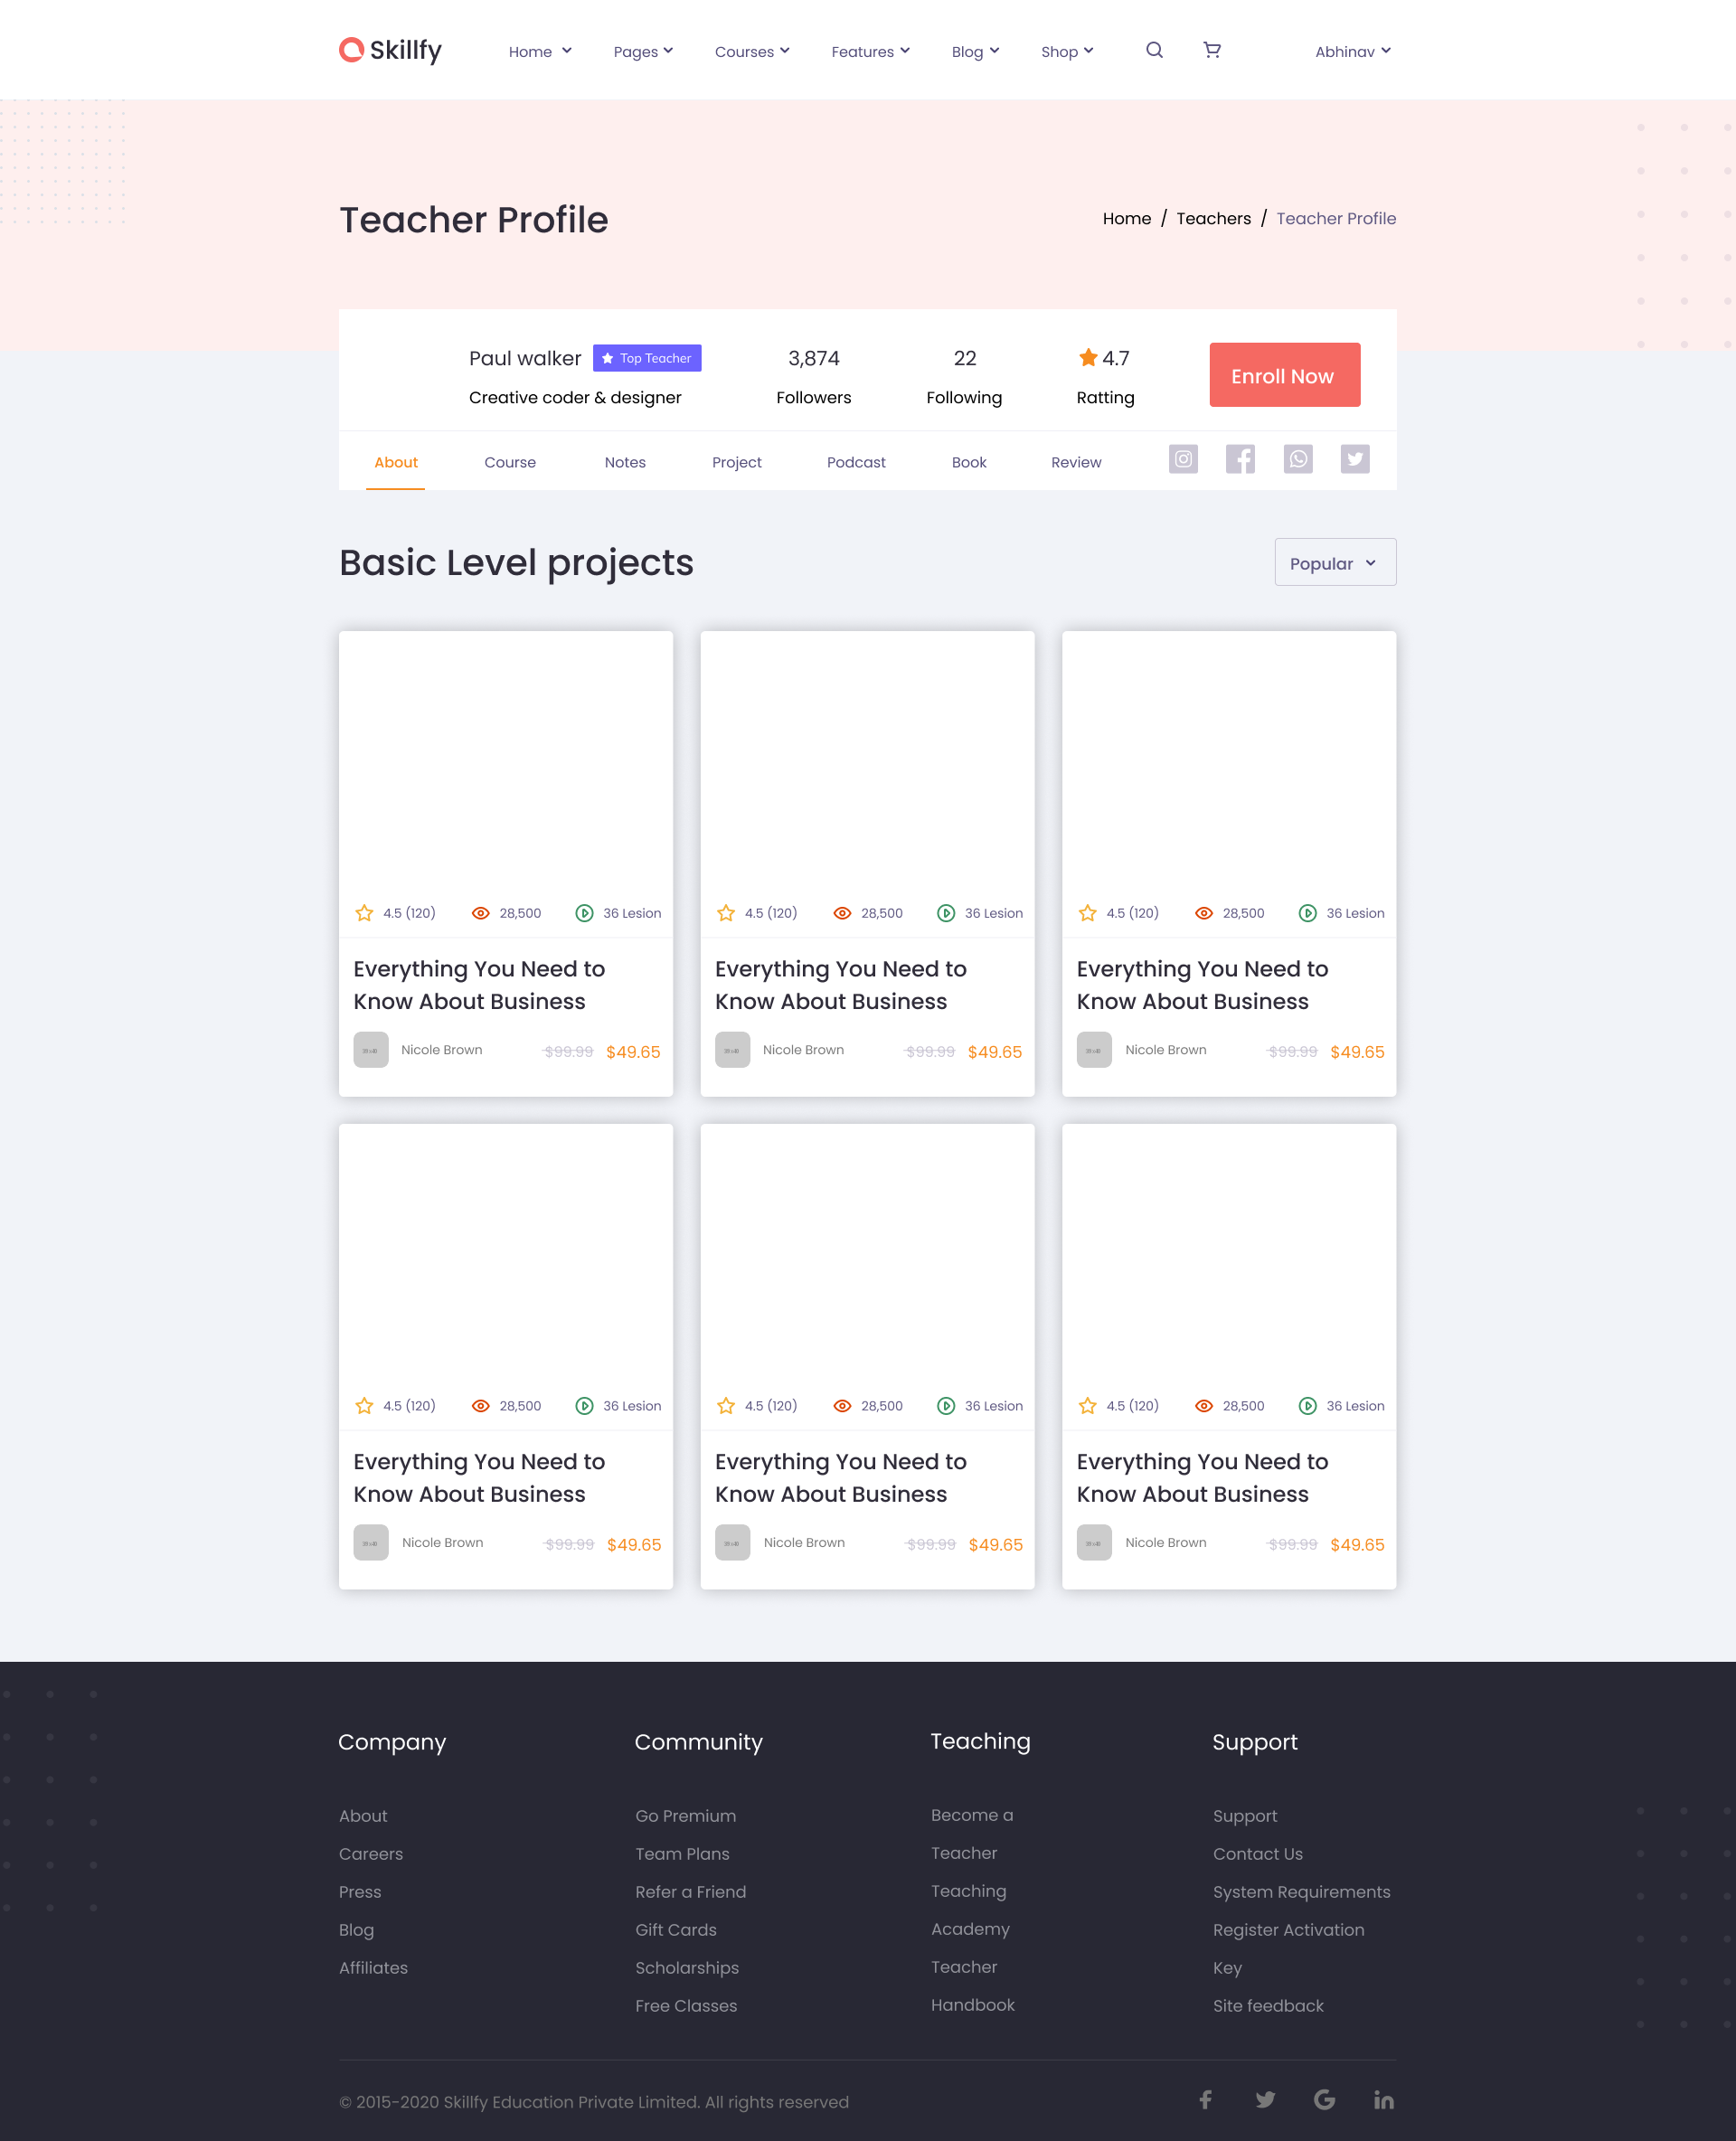 Skillfy
Home Pages Courses Features Blog Shop Abhinav
Teacher Profile
Home / Teachers / Teacher Profile
Paul walker Top Teacher 3,874 22 4.7 Enroll Now
Creative coder & designer Followers Following Ratting
About Course Notes Project Podcast Book Review
Basic Level projects
Popular
4.5 (120) 28,500 36 Lesion
Everything You Need to
Know About Business
Nicole Brown $99.99 $49.65
4.5 (120) 28,500 36 Lesion
Everything You Need to
Know About Business
Nicole Brown $99.99 $49.65
4.5 (120) 28,500 36 Lesion
Everything You Need to
Know About Business
Nicole Brown $99.99 $49.65
4.5 (120) 28,500 36 Lesion
Everything You Need to
Know About Business
Nicole Brown $99.99 $49.65
4.5 (120) 28,500 36 Lesion
Everything You Need to
Know About Business
Nicole Brown $99.99 $49.65
4.5 (120) 28,500 36 Lesion
Everything You Need to
Know About Business
Nicole Brown $99.99 $49.65
Company
About
Careers
Press
Blog
Affiliates
Community
Go Premium
Team Plans
Refer a Friend
Gift Cards
Scholarships
Free Classes
Teaching
Become a
Teacher
Teaching
Academy
Teacher
Handbook
Support
Support
Contact Us
System Requirements
Register Activation
Key
Site feedback
© 2015-2020 Skillfy Education Private Limited. All rights reserved